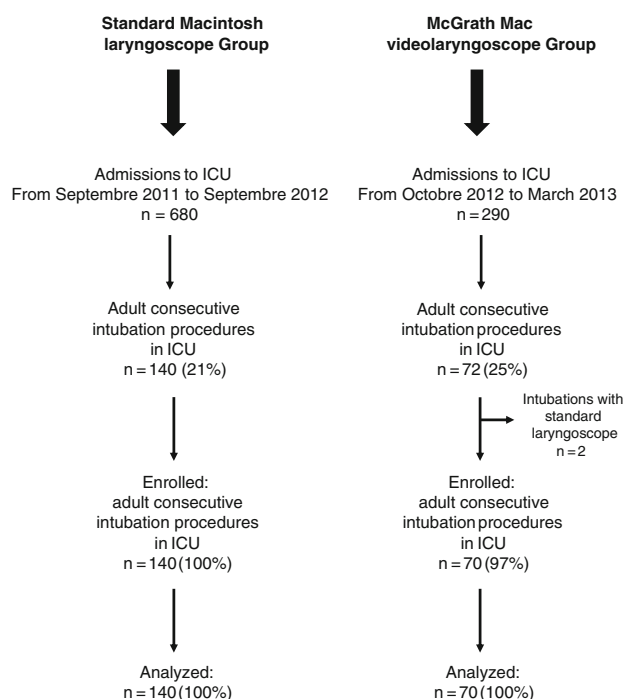 Standard Macintosh
laryngoscope Group
Admissions to ICU
From Septembre 2011 to Septembre 2012
n = 680
Adult consecutive
intubation procedures
in ICU
n = 140 (21%)
Enrolled:
adult consecutive
intubation procedures
in ICU
n = 140 (100%)
Analyzed:
n = 140 (100%)
McGrath Mac
videolaryngoscope Group
Admissions to ICU
From Octobre 2012 to March 2013
n = 290
Adult consecutive
intubation procedures
in ICU
n = 72 (25%)
Intubations with
standard
laryngoscope
n = 2
Enrolled:
adult consecutive
intubation procedures
in ICU
n = 70 (97%)
Analyzed:
n = 70 (100%)